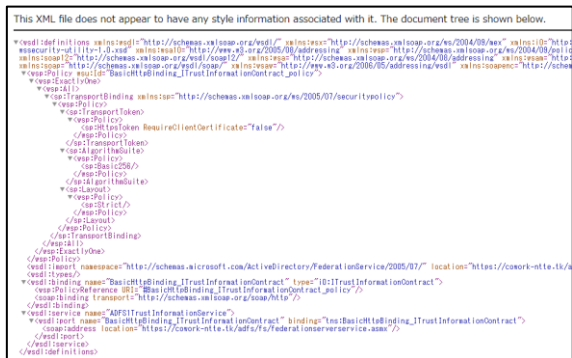 This XML file does not appear to have any style information associated with it. The document tree is shown below.
▼<wsdl:definitions xmlns:wsdl="http://schemas.xmlsoap.org/wsdl/" xmlns:wsx="http://schemas.xmlsoap.org/ws/2004/09/mex" xmlns:i0="http
wssecurity-utility-1.0.xsd" xmlns:wsa10="http://www.w3.org/2005/08/addressing" xmlns:wsp="http://schemas.xmlsoap.org/ws/2004/09/polic
xmlns:soap12="http://schemas.xmlsoap.org/wsdl/soap12/" xmlns:wsa="http://schemas.xmlsoap.org/ws/2004/08/addressing" xmlns:wsam="http
xmlns:soap="http://schemas.xmlsoap.org/wsdl/soap/" xmlns:wsaw="http://www.w3.org/2006/05/addressing/wsdl" xmlns:soapenc="http://schem
▼<wsp:Policy wsu:Id="BasicHttpBinding_ITrustInformationContract_policy">
▼<wsp:ExactlyOne>
▼<wsp:All>
▼<sp:TransportBinding xmlns:sp="http://schemas.xmlsoap.org/ws/2005/07/securitypolicy">
▼<wsp:Policy>
▼<sp:TransportToken>
▼<wsp:Policy>
<sp:HttpsToken RequireClientCertificate="false"/>
</wsp:Policy>
</sp:TransportToken>
▼<sp:AlgorithmSuite>
▼<wsp:Policy>
<sp:Basic256/>
</wsp:Policy>
</sp:AlgorithmSuite>
▼<sp:Layout>
▼<wsp:Policy>
<sp:Strict/>
</wsp:Policy>
</sp:Layout>
</wsp:Policy>
</sp:TransportBinding>
</wsp:All>
</wsp:ExactlyOne>
</wsp:Policy>
<wsdl:import namespace="http://schemas.microsoft.com/ActiveDirectory/FederationService/2005/07/" location="https://cowork-ntte.tk/a
<wsdl:types/>
▼<wsdl:binding name="BasicHttpBinding_ITrustInformationContract" type="i0:ITrustInformationContract">
<wsp:PolicyReference URI="#BasicHttpBinding_ITrustInformationContract_policy"/>
<soap:binding transport="http://schemas.xmlsoap.org/soap/http"/>
</wsdl:binding>
▼<wsdl:service name="ADFS1TrustInformationService">
▼<wsdl:port name="BasicHttpBinding_ITrustInformationContract" binding="tns:BasicHttpBinding_ITrustInformationContract">
<soap:address location="https://cowork-ntte.tk/adfs/fs/federationserverservice.asmx"/>
</wsdl:port>
</wsdl:service>
</wsdl:definitions>